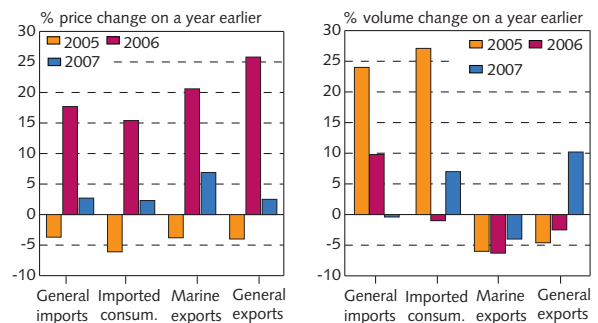 % price change on a year earlier
30
25
20
15
10
5
0
-5
-10
2005
2006
2007
General imports
Imported consum.
Marine exports
General exports
% volume change on a year earlier
30
25
20
15
10
5
0
-5
-10
2005
2006
2007
General imports
Imported consum.
Marine exports
General exports